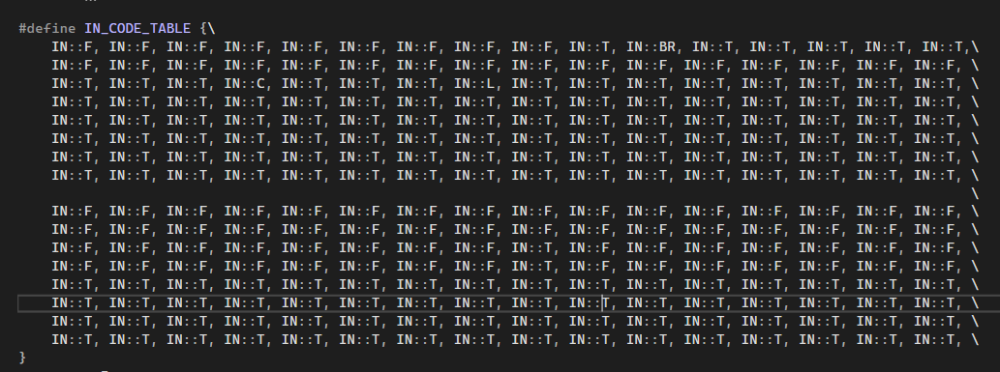 #define IN_CODE_TABLE {\
IN::F, IN::F, IN::F, IN::F, IN::F, IN::F, IN::F, IN::F, IN::F, IN::T, IN::BR, IN::T, IN::T, IN::T, IN::T, IN::T,\
IN::F, IN::F, IN::F, IN::F, IN::F, IN::F, IN::F, IN::F, IN::F, IN::F, IN::F, IN::F, IN::F, IN::F, IN::F, IN::F, \
IN::T, IN::T, IN::T, IN::C, IN::T, IN::T, IN::T, IN::L, IN::T, IN::T, IN::T, IN::T, IN::T, IN::T, IN::T, IN::T, \
IN::T, IN::T, IN::T, IN::T, IN::T, IN::T, IN::T, IN::T, IN::T, IN::T, IN::T, IN::T, IN::T, IN::T, IN::T, IN::T, \
IN::T, IN::T, IN::T, IN::T, IN::T, IN::T, IN::T, IN::T, IN::T, IN::T, IN::T, IN::T, IN::T, IN::T, IN::T, IN::T, \
IN::T, IN::T, IN::T, IN::T, IN::T, IN::T, IN::T, IN::T, IN::T, IN::T, IN::T, IN::T, IN::T, IN::T, IN::T, IN::T, \
IN::T, IN::T, IN::T, IN::T, IN::T, IN::T, IN::T, IN::T, IN::T, IN::T, IN::T, IN::T, IN::T, IN::T, IN::T, IN::T, \
IN::T, IN::T, IN::T, IN::T, IN::T, IN::T, IN::T, IN::T, IN::T, IN::T, IN::T, IN::T, IN::T, IN::T, IN::T, IN::T, \
\
IN::F, IN::F, IN::F, IN::F, IN::F, IN::F, IN::F, IN::F, IN::F, IN::F, IN::F, IN::F, IN::F, IN::F, IN::F, IN::F, \
IN::F, IN::F, IN::F, IN::F, IN::F, IN::F, IN::F, IN::F, IN::F, IN::F, IN::F, IN::F, IN::F, IN::F, IN::F, IN::F, \
IN::F, IN::F, IN::F, IN::F, IN::F, IN::F, IN::F, IN::F, IN::T, IN::F, IN::F, IN::F, IN::F, IN::F, IN::F, IN::F, \
IN::F, IN::F, IN::F, IN::F, IN::F, IN::F, IN::F, IN::F, IN::T, IN::F, IN::F, IN::F, IN::F, IN::F, IN::F, IN::F, \
IN::T, IN::T, IN::T, IN::T, IN::T, IN::T, IN::T, IN::T, IN::T, IN::T, IN::T, IN::T, IN::T, IN::T, IN::T, IN::T, \
IN::T, IN::T, IN::T, IN::T, IN::T, IN::T, IN::T, IN::T, IN::T, IN::T, IN::T, IN::T, IN::T, IN::T, IN::T, IN::T, \
IN::T, IN::T, IN::T, IN::T, IN::T, IN::T, IN::T, IN::T, IN::T, IN::T, IN::T, IN::T, IN::T, IN::T, IN::T, IN::T, \
IN::T, IN::T, IN::T, IN::T, IN::T, IN::T, IN::T, IN::T, IN::T, IN::T, IN::T, IN::T, IN::T, IN::T, IN::T, IN::T, \
}